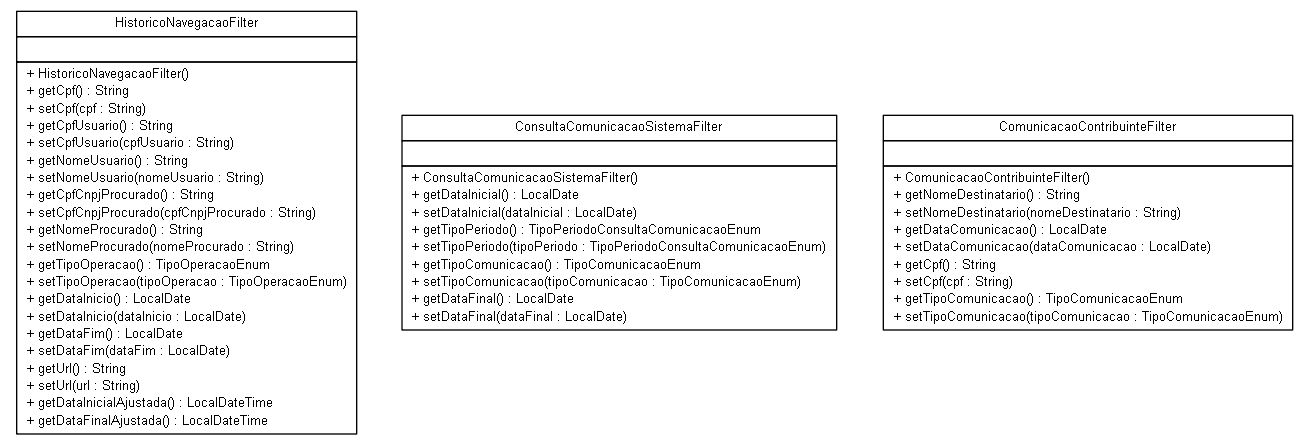 HistoricoNavegacaoFilter
+ HistoricoNavegacaoFilter()
+ getCpf() : String
+ setCpf(cpf : String)
+ getCpfUsuario() : String
+ setCpfUsuario(cpfUsuario : String)
+ getNomeUsuario() : String
+ setNomeUsuario(nomeUsuario : String)
+ getCpfCnpjProcurado() : String
+ setCpfCnpjProcurado(cpfCnpjProcurado : String)
+ getNomeProcurado() : String
+ setNomeProcurado(nomeProcurado : String)
+ getTipoOperacao() : TipoOperacaoEnum
+ setTipoOperacao(tipoOperacao : TipoOperacaoEnum)
+ getDataInicio() : LocalDate
+ setDataInicio(dataInicio : LocalDate)
+ getDataFim() : LocalDate
+ setDataFim(dataFim : LocalDate)
+ getUrl() : String
+ setUrl(url : String)
+ getDataInicialAjustada() : LocalDateTime
+ getDataFinalAjustada() : LocalDateTime
ConsultaComunicacaoSistemaFilter
+ ConsultaComunicacaoSistemaFilter()
+ getDataInicial() : LocalDate
+ setDataInicial(dataInicial : LocalDate)
+ getTipoPeriodo() : TipoPeriodoConsultaComunicacaoEnum
+ setTipoPeriodo(tipoPeriodo : TipoPeriodoConsultaComunicacaoEnum)
+ getTipoComunicacao() : TipoComunicacaoEnum
+ setTipoComunicacao(tipoComunicacao : TipoComunicacaoEnum)
+ getDataFinal() : LocalDate
+ setDataFinal(dataFinal : LocalDate)
ComunicacaoContribuinteFilter
+ ComunicacaoContribuinteFilter()
+ getNomeDestinatario() : String
+ setNomeDestinatario(nomeDestinatario : String)
+ getDataComunicacao() : LocalDate
+ setDataComunicacao(dataComunicacao : LocalDate)
+ getCpf() : String
+ setCpf(cpf : String)
+ getTipoComunicacao() : TipoComunicacaoEnum
+ setTipoComunicacao(tipoComunicacao : TipoComunicacaoEnum)